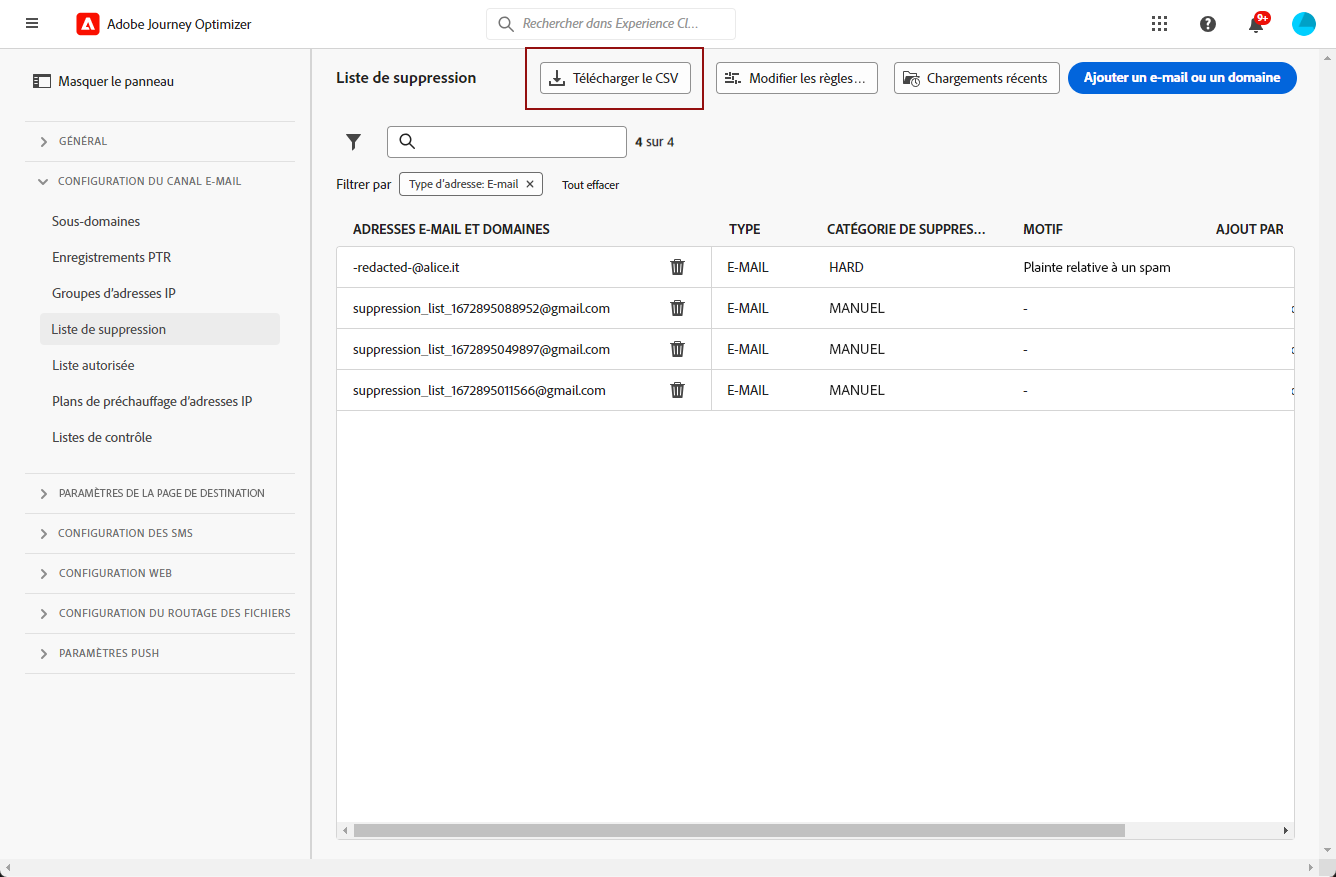 Adobe Journey Optimizer
Rechercher dans Experience Cl...
9+
Masquer le panneau
GÉNÉRAL
CONFIGURATION DU CANAL E-MAIL
Sous-domaines
Enregistrements PTR
Groupes d'adresses IP
Liste de suppression
Liste autorisée
Plans de préchauffage d'adresses IP
Listes de contrôle
PARAMÈTRES DE LA PAGE DE DESTINATION
CONFIGURATION DES SMS
CONFIGURATION WEB
CONFIGURATION DU ROUTAGE DES FICHIERS
PARAMÈTRES PUSH
Liste de suppression
Télécharger le CSV
Modifier les règles...
Chargements récents
Ajouter un e-mail ou un domaine
4 sur 4
Filtrer par Type d'adresse: E-mail Tout effacer
ADRESSES E-MAIL ET DOMAINES TYPE CATÉGORIE DE SUPPRES... MOTIF AJOUT PAR
-redacted-@alice.it E-MAIL HARD Plainte relative à un spam
suppression_list_1672895088952@gmail.com E-MAIL MANUEL -
suppression_list_1672895049897@gmail.com E-MAIL MANUEL -
suppression_list_1672895011566@gmail.com E-MAIL MANUEL -